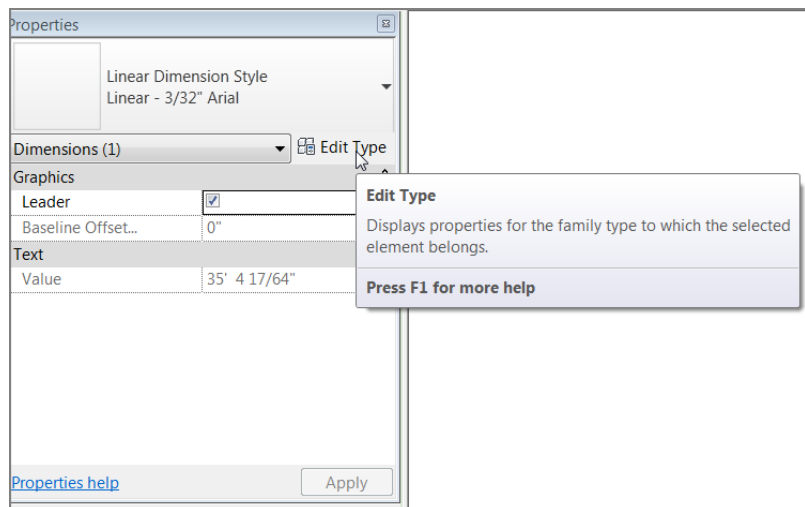 Properties
Linear Dimension Style
Linear - 3/32" Arial
Dimensions (1)
Edit Type
Graphics
Leader
Baseline Offset... 0"
Text
Value 35' 4 17/64"
Edit Type
Displays properties for the family type to which the selected
element belongs.
Press F1 for more help
Properties help
Apply